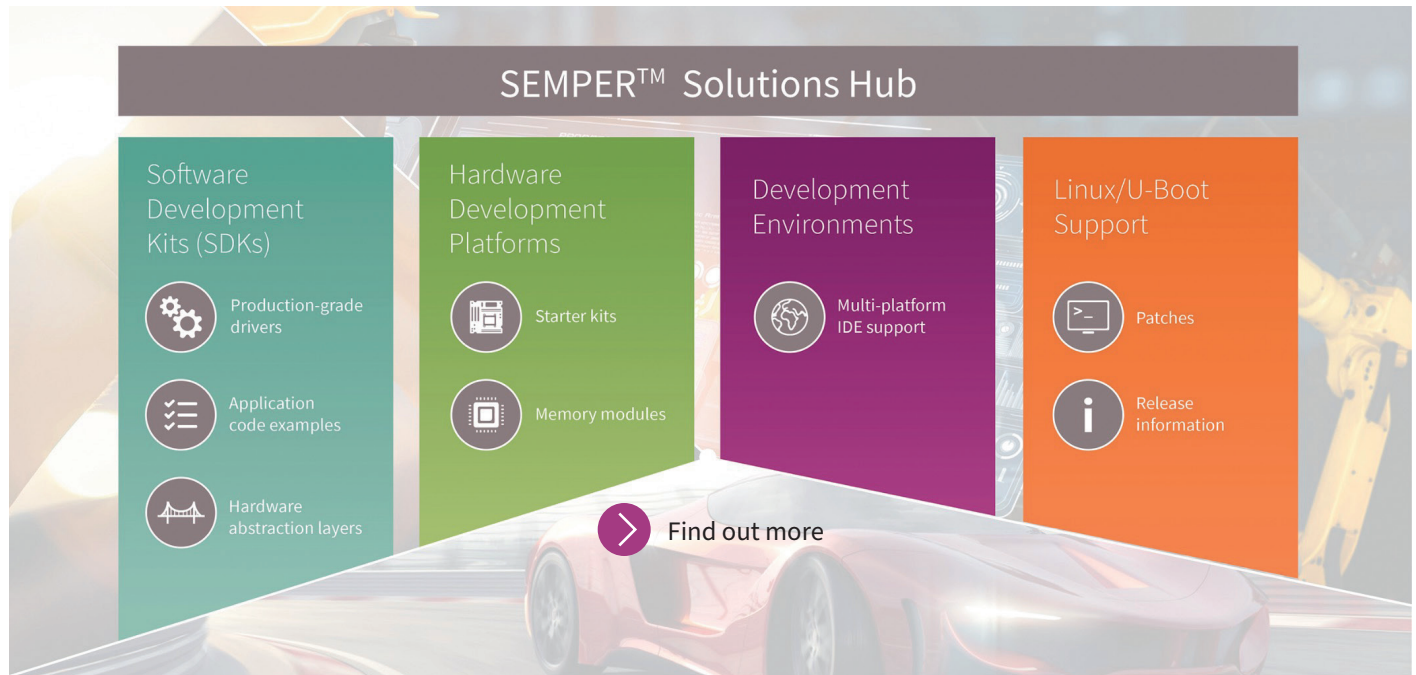 SEMPER™ Solutions Hub
Software
Development
Kits (SDKs)
Production-grade
drivers
Application
code examples
Hardware
abstraction layers
Hardware
Development
Platforms
Starter kits
Memory modules
Development
Environments
Multi-platform
IDE support
Linux/U-Boot
Support
>_
Patches
i
Release
information
Find out more